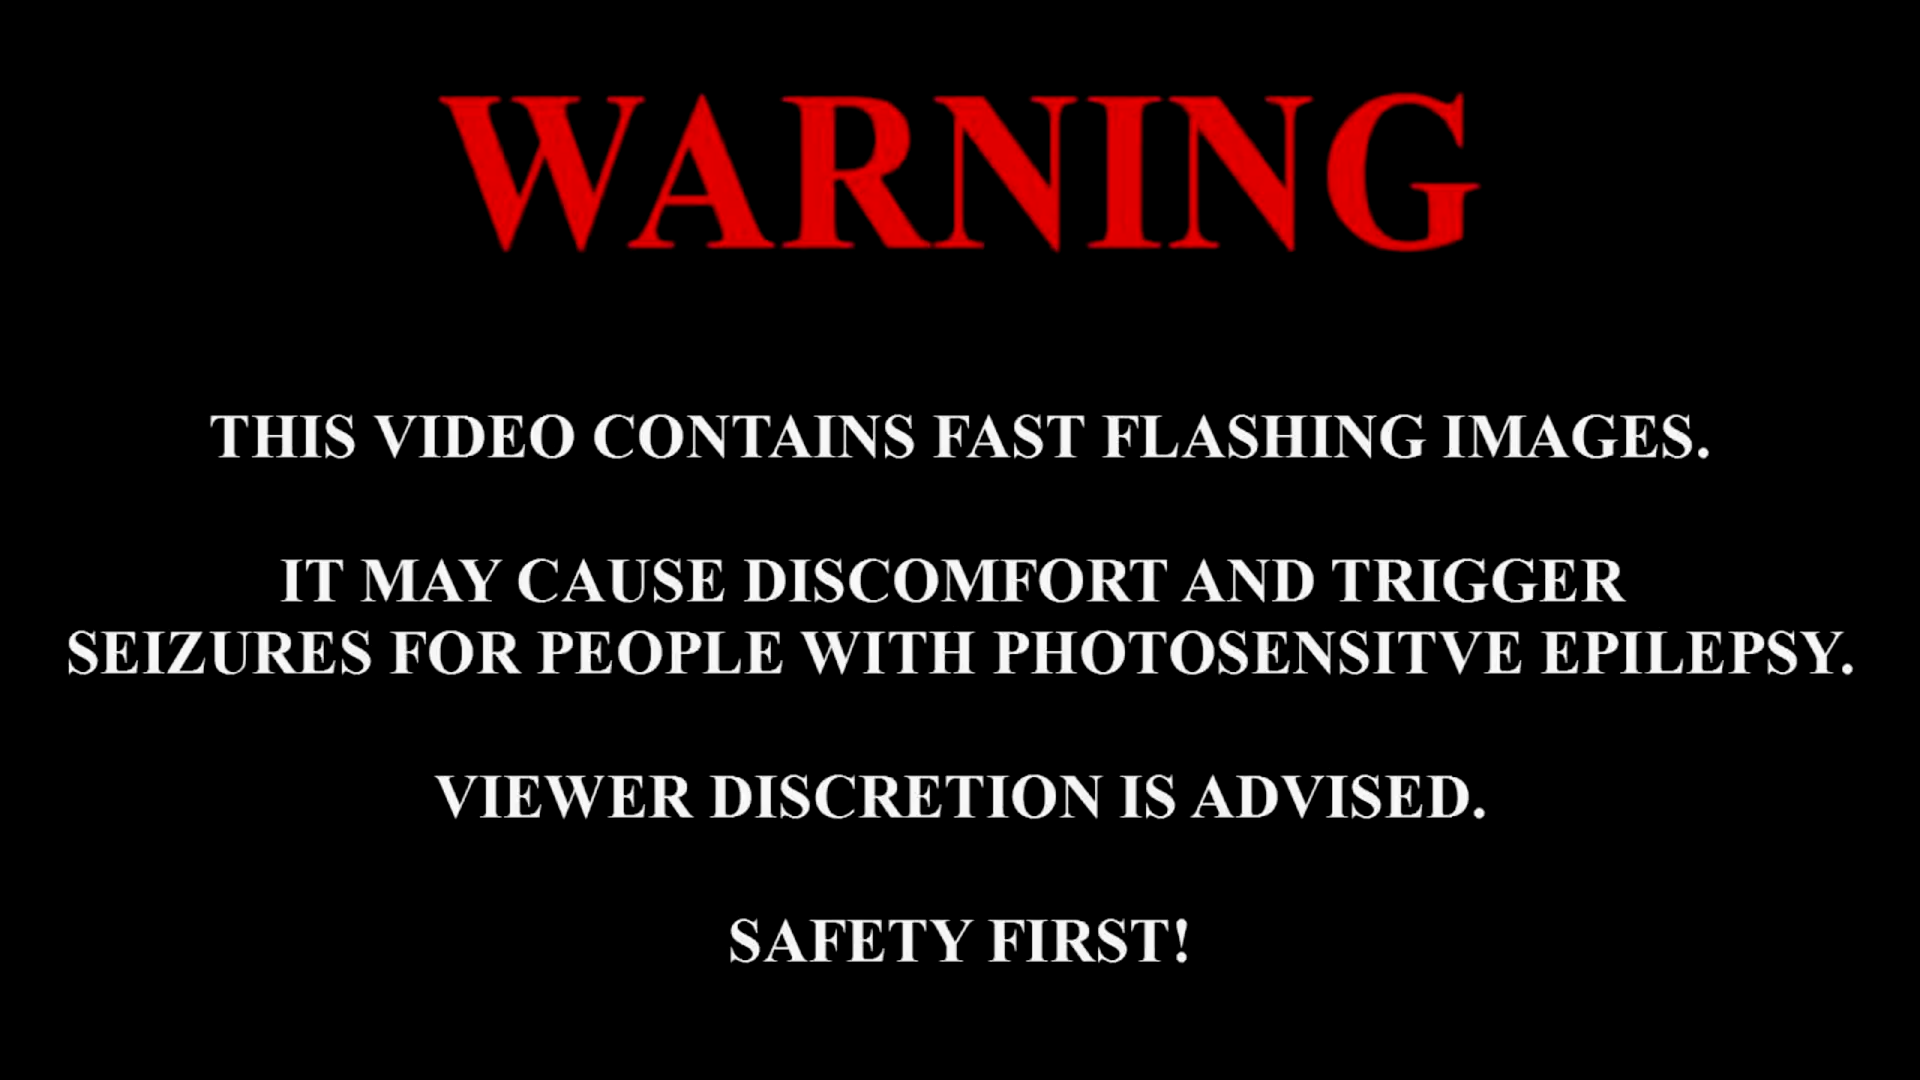 WARNING
THIS VIDEO CONTAINS FAST FLASHING IMAGES.
IT MAY CAUSE DISCOMFORT AND TRIGGER
SEIZURES FOR PEOPLE WITH PHOTOSENSITVE EPILEPSY.
VIEWER DISCRETION IS ADVISED.
SAFETY FIRST!